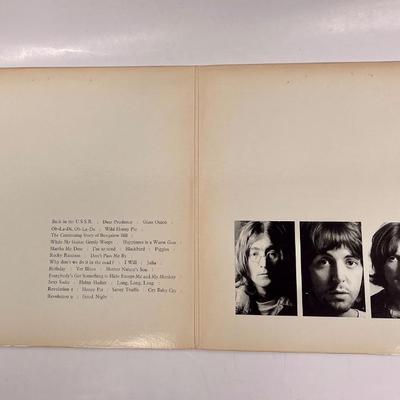 Back in the U.S.S.R. : Dear Prudence : Glass Onion
Ob-La-Di, Ob-La-Da : Wild Honey Pie :
The Continuing Story of Bungalow Bill :
While My Guitar Gently Weeps : Happiness is a Warm Gun
Martha My Dear : I'm so tired : Blackbird : Piggies
Rocky Raccoon : Don't Pass Me By
Why don't we do it in the road? : I Will : Julia
Birthday : Yer Blues : Mother Nature's Son
Everybody's Got Something to Hide Except Me and My Monkey
Sexy Sadie : Helter Skelter : Long, Long, Long
Revolution 1 : Honey Pie : Savoy Truffle : Cry Baby Cry
Revolution 9 : Good Night